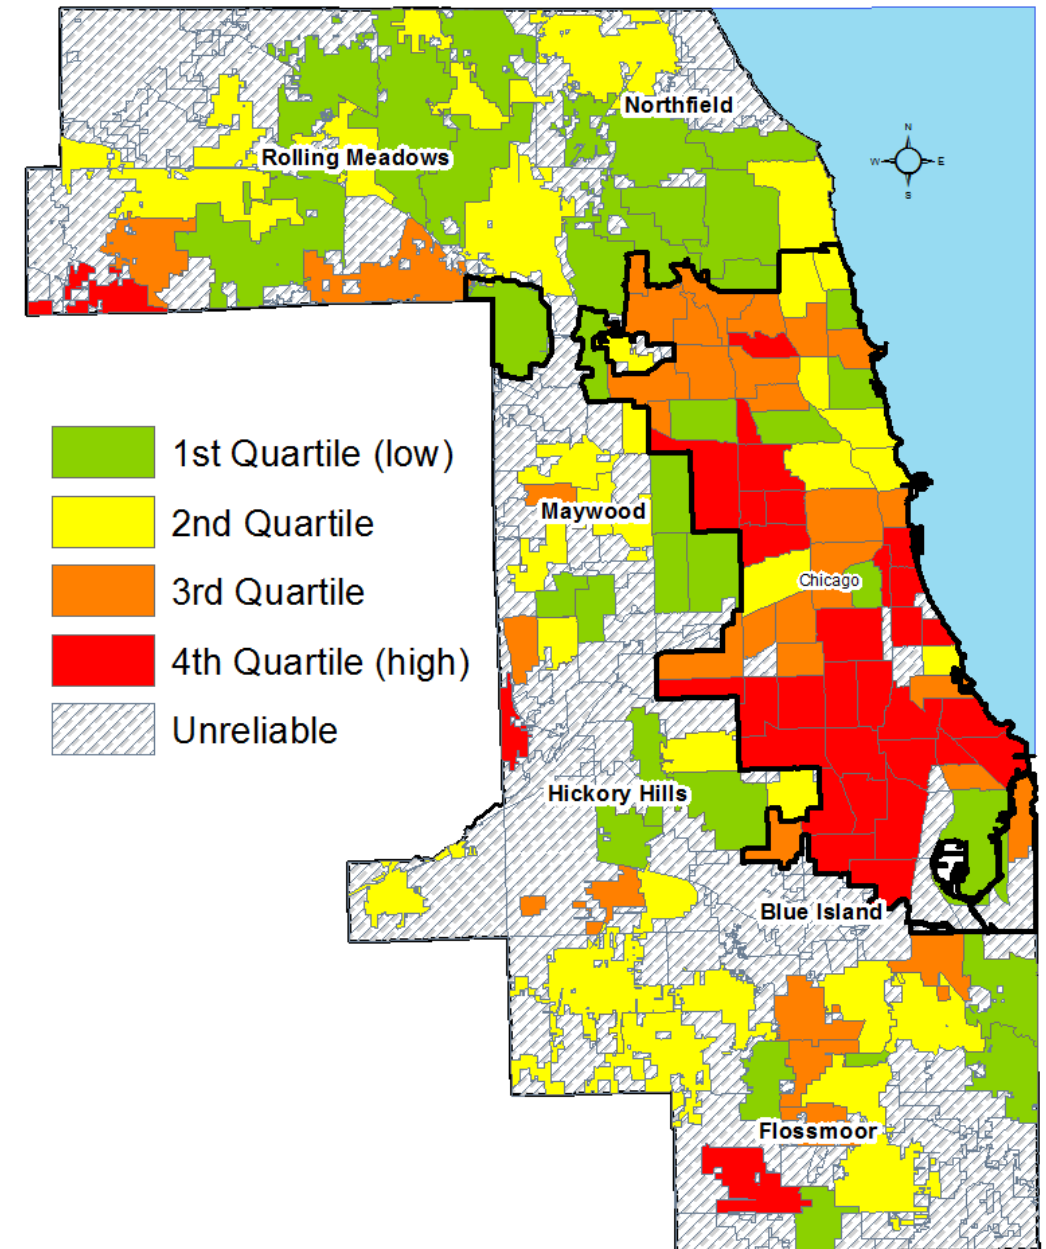 Northfield
N
W
E
S
Rolling Meadows
1st Quartile (low)
2nd Quartile
3rd Quartile
4th Quartile (high)
Unreliable
Maywood
Chicago
Hickory Hills
Blue Island
Flossmoor